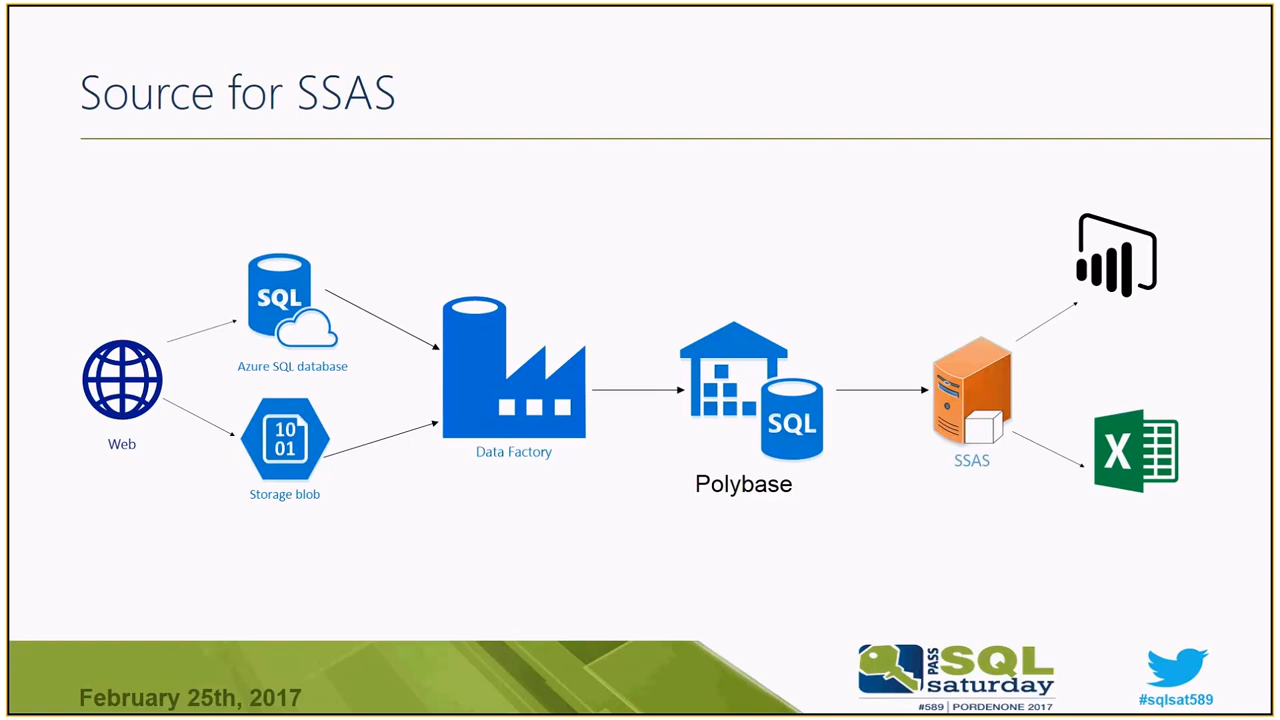 Source for SSAS
SQL
Azure SQL database
Web
10
01
Storage blob
Data Factory
SQL
Polybase
SSAS
X
February 25th, 2017
PASS
SQL
saturday
#589 | PORDENONE 2017
#sqlsat589